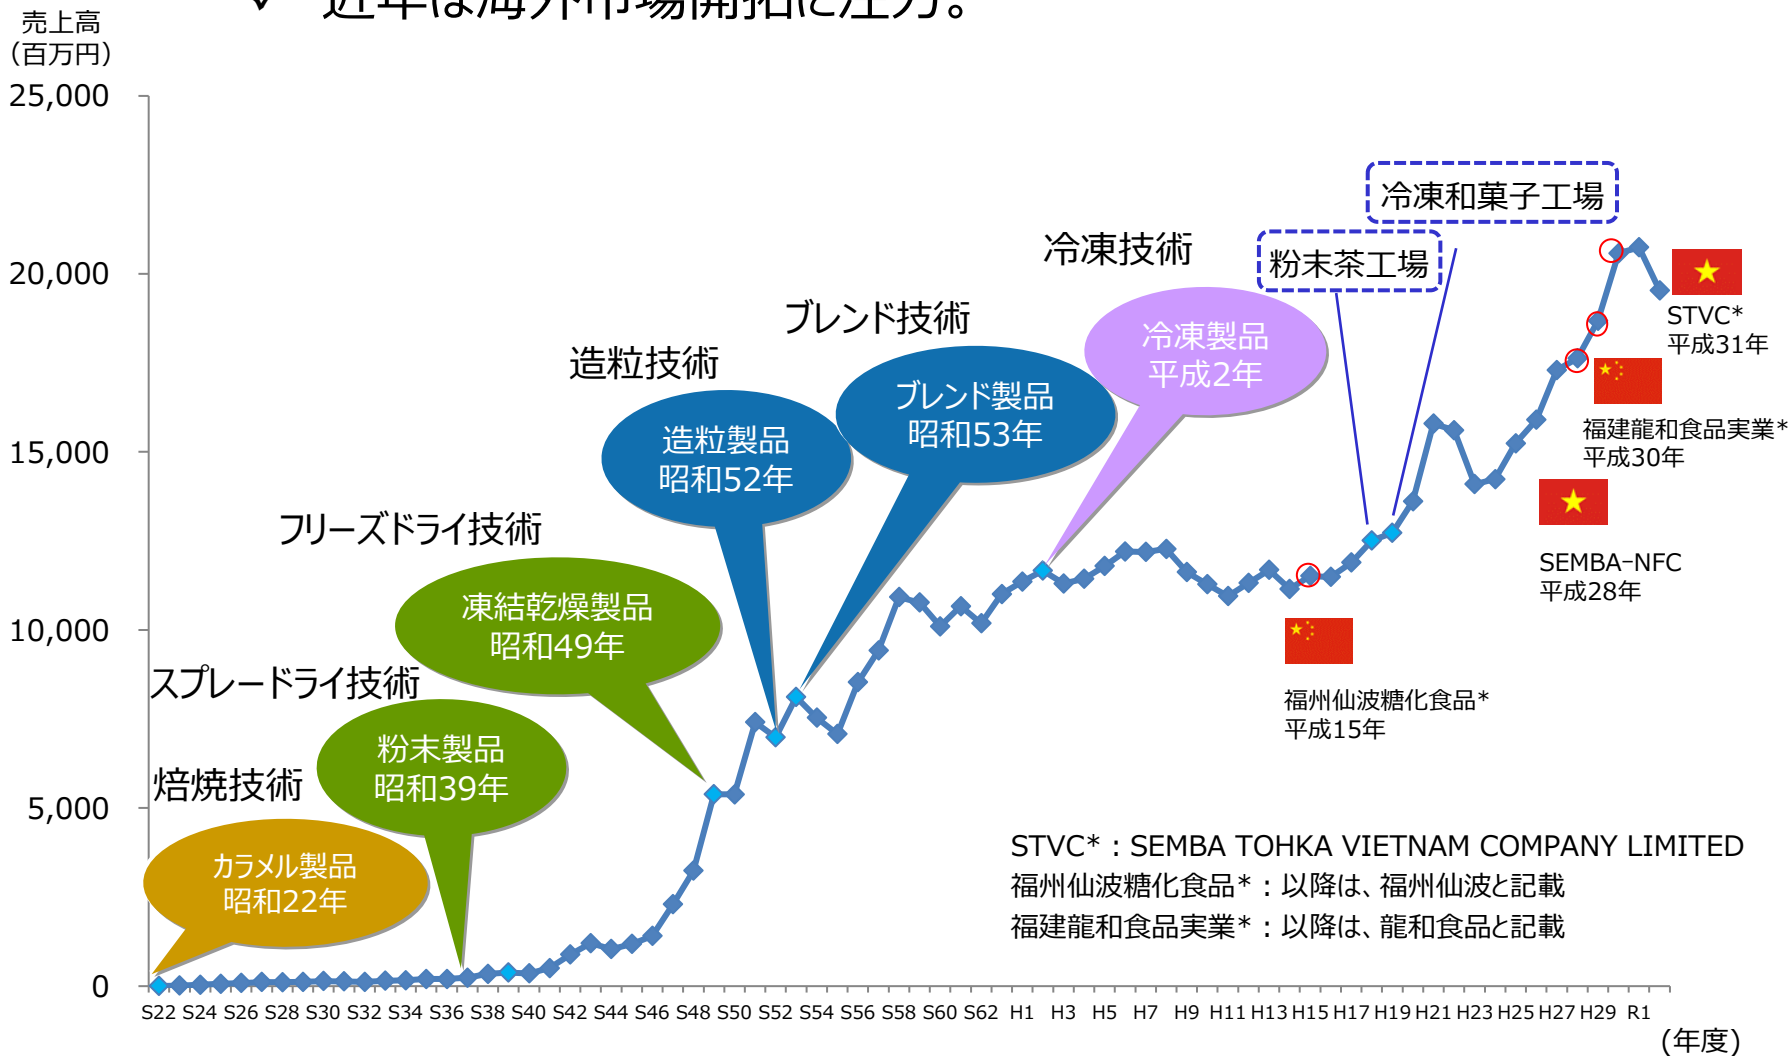 ✓ 近年は海外市場開拓に注力。
売上高
（百万円）
25,000
20,000
15,000
10,000
5,000
0
冷凍和菓子工場
粉末茶工場
冷凍技術
冷凍製品
平成2年
ブレンド技術
ブレンド製品
昭和53年
造粒技術
造粒製品
昭和52年
フリーズドライ技術
凍結乾燥製品
昭和49年
スプレードライ技術
粉末製品
昭和39年
焙焼技術
カラメル製品
昭和22年
STVC*
平成31年
福建龍和食品実業*
平成30年
SEMBA-NFC
平成28年
福州仙波糖化食品*
平成15年
STVC*：SEMBA TOHKA VIETNAM COMPANY LIMITED
福州仙波糖化食品*：以降は、福州仙波と記載
福建龍和食品実業*：以降は、龍和食品と記載
S22 S24 S26 S28 S30 S32 S34 S36 S38 S40 S42 S44 S46 S48 S50 S52 S54 S56 S58 S60 S62 H1 H3 H5 H7 H9 H11 H13 H15 H17 H19 H21 H23 H25 H27 H29 R1
(年度)